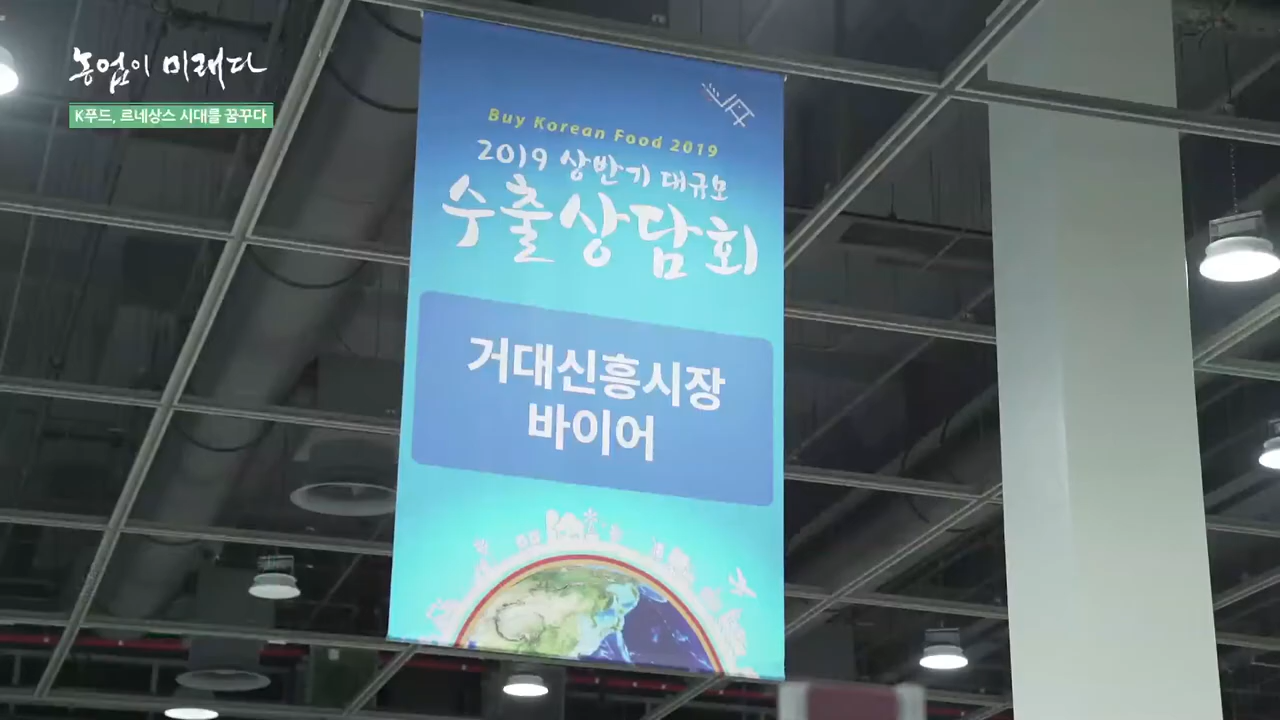 농업이 미래다
K푸드, 르네상스 시대를 꿈꾸다
Buy Korean Food 2019
2019 상반기 대규모
수출상담회
거대신흥시장
바이어